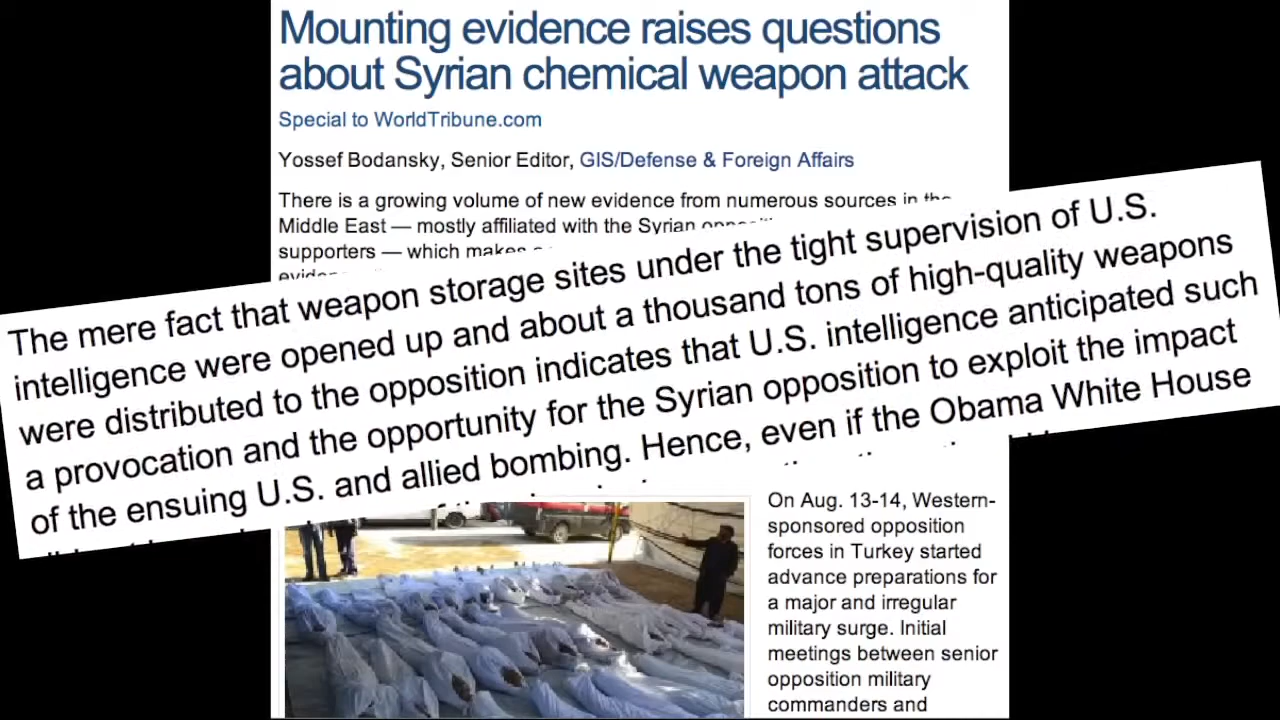 Mounting evidence raises questions
about Syrian chemical weapon attack
Special to WorldTribune.com
Yossef Bodansky, Senior Editor, GIS/Defense & Foreign Affairs
There is a growing volume of new evidence from numerous sources in the
Middle East — mostly affiliated with the Syrian
supporters — which makes
The mere fact that weapon storage sites under the tight supervision of U.S.
intelligence were opened up and about a thousand tons of high-quality weapons
were distributed to the opposition indicates that U.S. intelligence anticipated such
a provocation and the opportunity for the Syrian opposition to exploit the impact
of the ensuing U.S. and allied bombing. Hence, even if the Obama White House
On Aug. 13-14, Western-
sponsored opposition
forces in Turkey started
advance preparations for
a major and irregular
military surge. Initial
meetings between senior
opposition military
commanders and